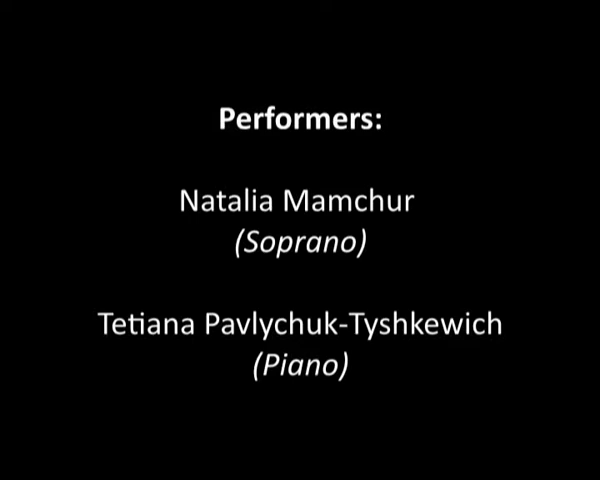 Performers:
Natalia Mamchur
(Soprano)
Tetiana Pavlychuk-Tyshkewich
(Piano)